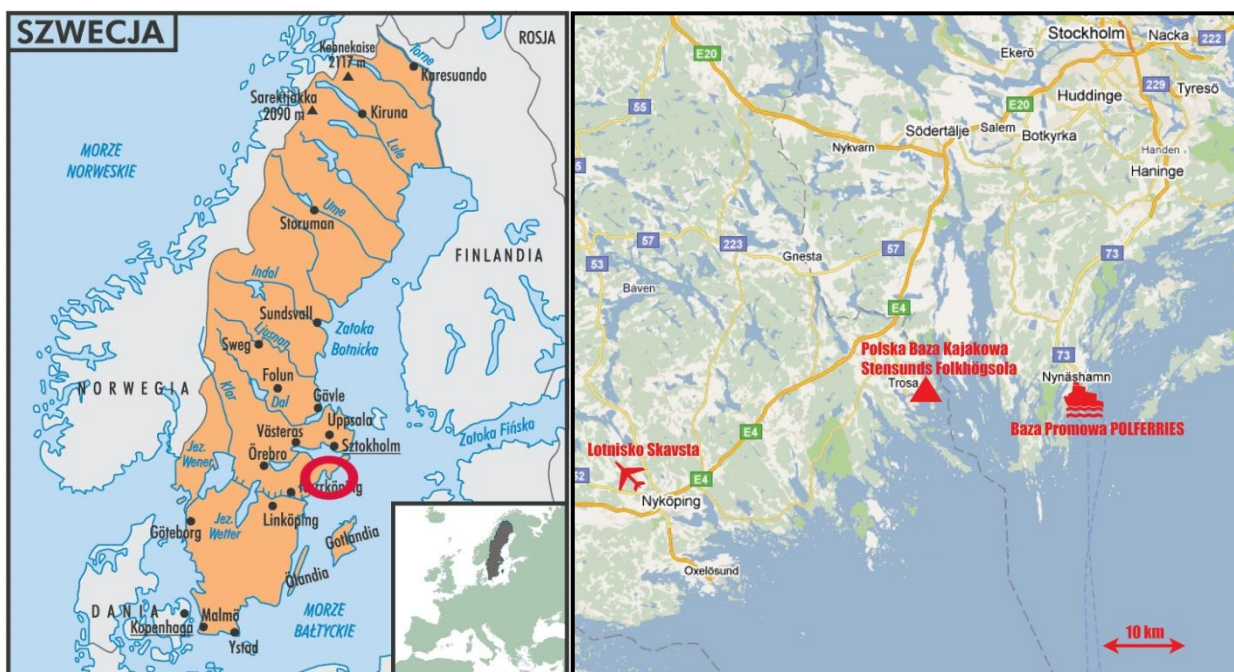 SZWECJA
ROSJA
Kebnekaise
2117 m
Torne
Karesuando
Sarektjåkka
2090 m
Kiruna
Lule
MORZE
NORWESKIE
Ume
Storuman
FINLANDIA
Indal
Sundsvall
Zatoka
Botnicka
Ljusnan
Sweg
NORWEGIA
Folun
Klar
Dal
Gävle
Uppsala
Västeras
Sztokholm
Zatoka Fińska
Jez.
Wener
Örebro
Linköping
Göteborg
Jez.
Wetter
Gotlandia
Ölandia
DANIA
MORZE
BAŁTYCKIE
Malmö
Kopenhaga
Ystad
Stockholm
Nacka
222
Ekerö
E20
229
Tyresö
Huddinge
55
E20
Salem
Botkyrka
Södertälje
Nykvarn
Handen
Haninge
57
223
57
73
53
Gnesta
Båven
E4
Polska Baza Kajakowa
Stensunds Folkhögsola
Trosa
73
Nynäshamn
Baza Promowa POLFERRIES
E4
Lotnisko Skavsta
52
E4
Nyköping
Oxelösund
10 km